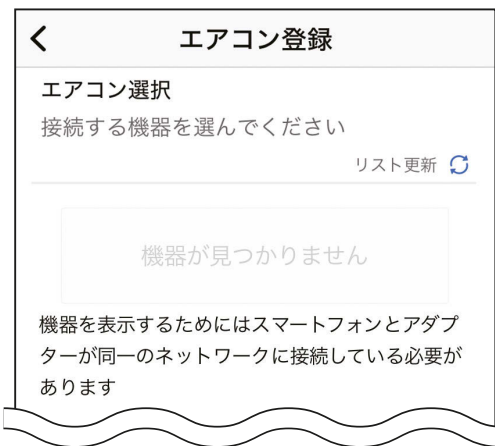 エアコン登録
エアコン選択
接続する機器を選んでください
リスト更新
機器が見つかりません
機器を表示するためにはスマートフォンとアダプ
ターが同一のネットワークに接続している必要が
あります